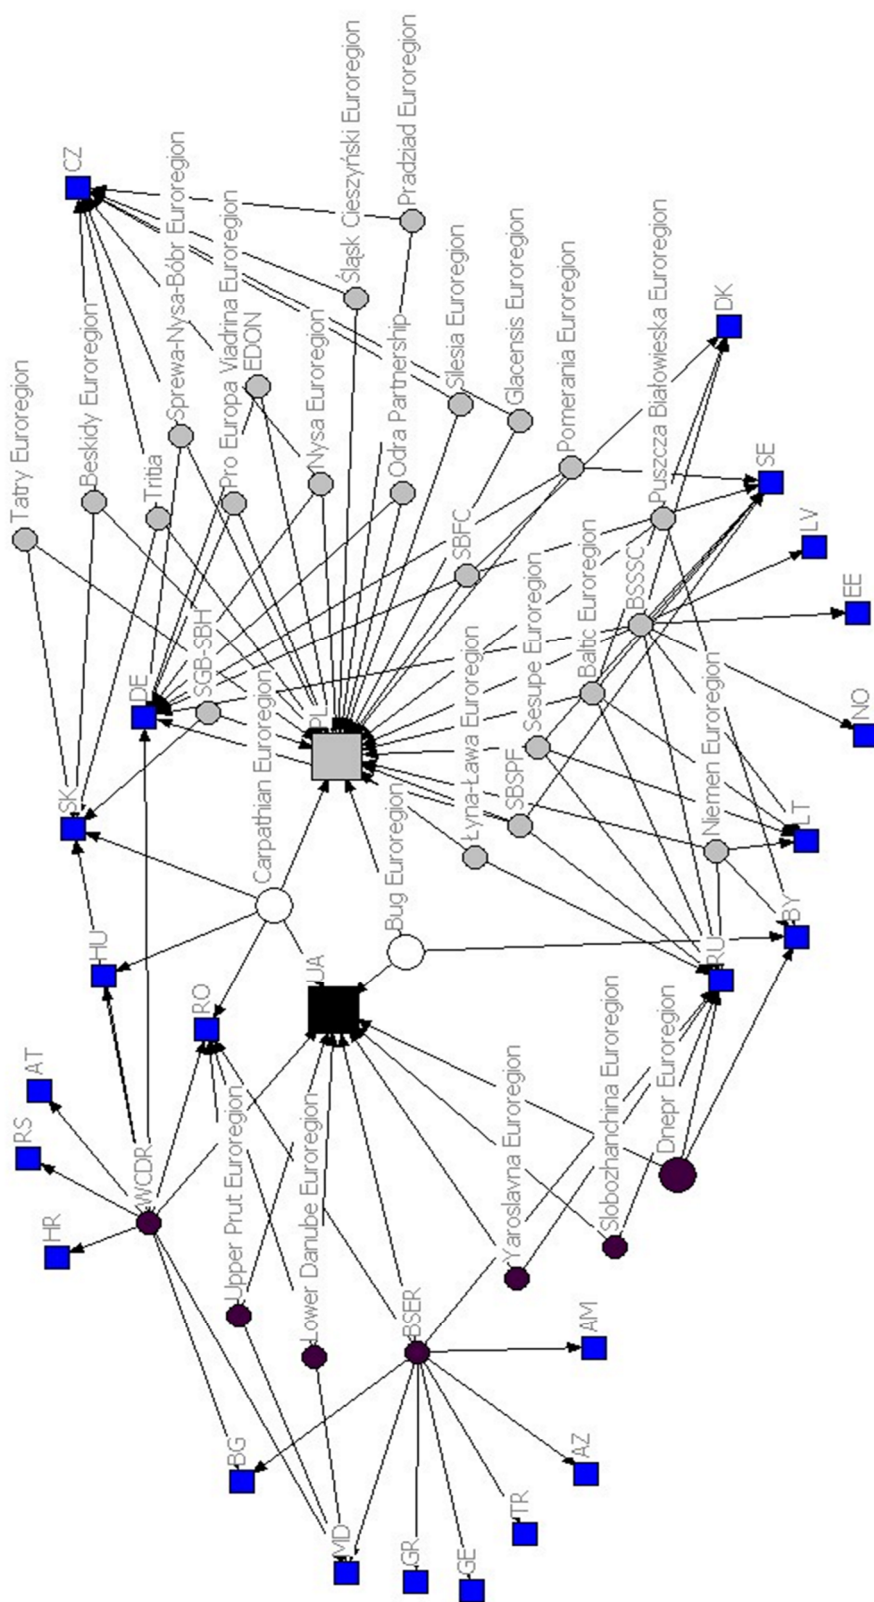 CZ
Tatry Euroregion
Beskidy Euroregion
Tritia
Sprewa-Nysa-Bóbr Euroregion
Pro Europa Viadrina Euroregion
EDON
Nysa Euroregion
Śląsk Cieszyński Euroregion
Pradziad Euroregion
Odra Partnership
Silesia Euroregion
Glacensis Euroregion
Pomerania Euroregion
DK
SBFC
Puszcza Białowieska Euroregion
SE
LV
EE
NO
BSSSC
Baltic Euroregion
Sesupe Euroregion
DE
SGB-SBH
PL
SK
Carpathian Euroregion
Łyna-Ława Euroregion
SBSPF
Niemen Euroregion
LT
Bug Euroregion
BY
RU
HU
RO
UA
AT
RS
HR
WCDR
Upper Prut Euroregion
Lower Danube Euroregion
BSER
Yaroslavna Euroregion
Slobozhanchina Euroregion
Dnepr Euroregion
BG
MD
GR
GE
TR
AZ
AM